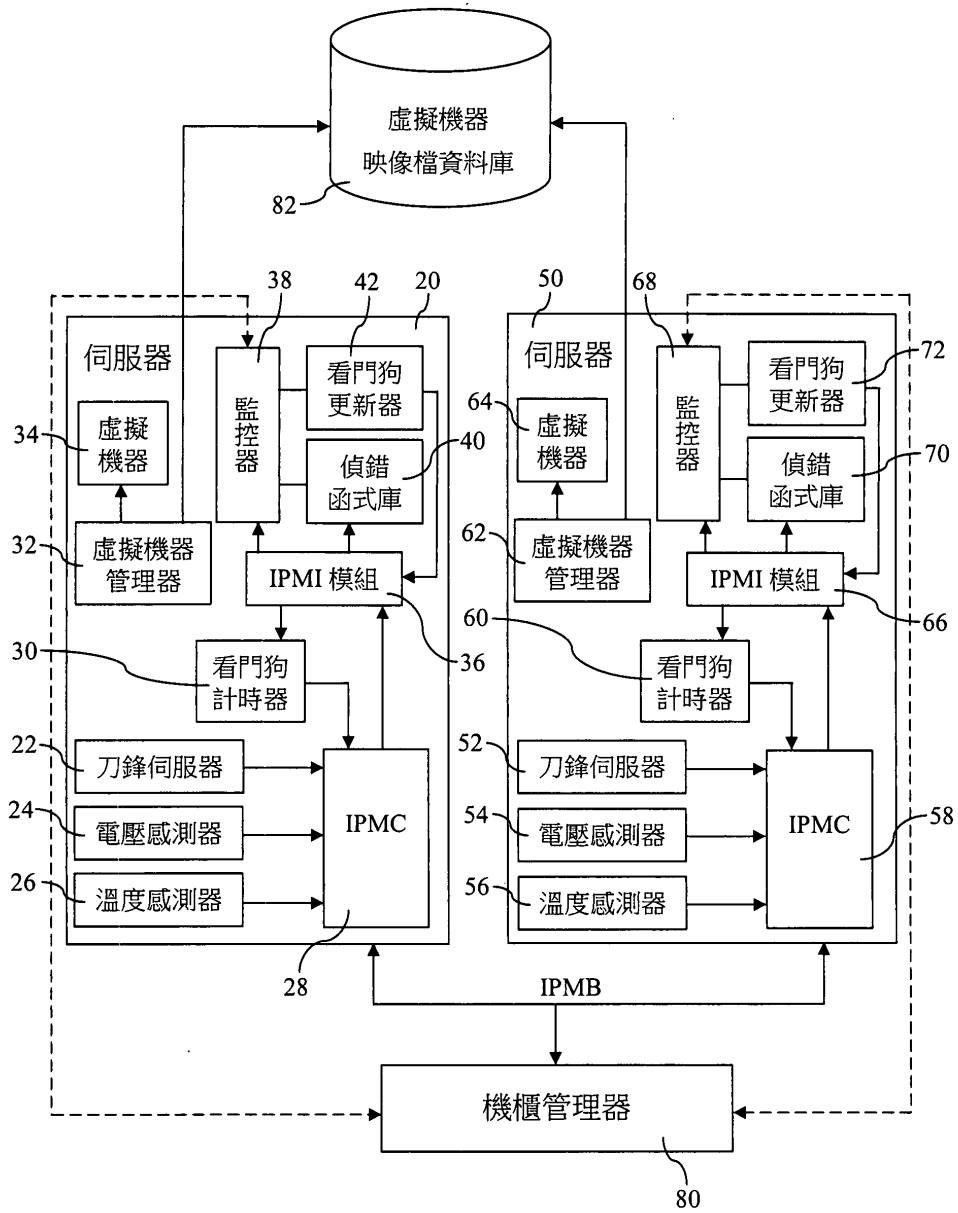 虛擬機器
映像檔資料庫
82
38
42
20
伺服器
監控器
看門狗
更新器
34
虛擬
機器
40
偵錯
函式庫
32
虛擬機器
管理器
IPMI 模組
36
30
看門狗
計時器
22
刀鋒伺服器
24
電壓感測器
26
溫度感測器
IPMC
28
50
68
伺服器
監控器
看門狗
更新器
72
64
虛擬
機器
偵錯
函式庫
70
62
虛擬機器
管理器
IPMI 模組
66
60
看門狗
計時器
52
刀鋒伺服器
54
電壓感測器
56
溫度感測器
IPMC
58
IPMB
機櫃管理器
80